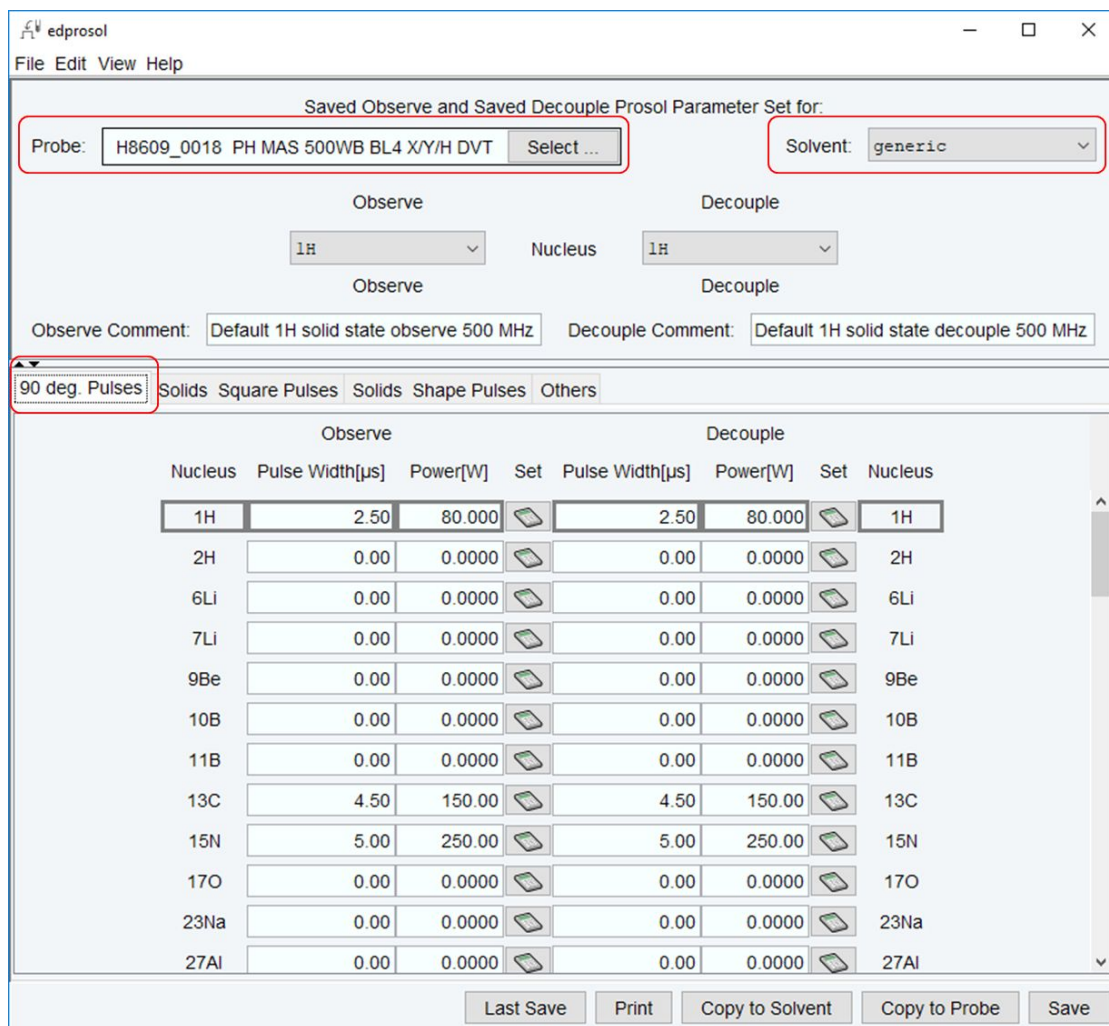 edprosol
File Edit View Help
Saved Observe and Saved Decouple Prosol Parameter Set for:
Probe: H8609_0018 PH MAS 500WB BL4 X/Y/H DVT Select ... Solvent: generic
Observe Decouple
1H Nucleus 1H
Observe Decouple
Observe Comment: Default 1H solid state observe 500 MHz Decouple Comment: Default 1H solid state decouple 500 MHz
90 deg. Pulses Solids Square Pulses Solids Shape Pulses Others
Observe Decouple
Nucleus Pulse Width[µs] Power[W] Set Pulse Width[µs] Power[W] Set Nucleus
1H 2.50 80.000 2.50 80.000 1H
2H 0.00 0.0000 0.00 0.0000 2H
6Li 0.00 0.0000 0.00 0.0000 6Li
7Li 0.00 0.0000 0.00 0.0000 7Li
9Be 0.00 0.0000 0.00 0.0000 9Be
10B 0.00 0.0000 0.00 0.0000 10B
11B 0.00 0.0000 0.00 0.0000 11B
13C 4.50 150.00 4.50 150.00 13C
15N 5.00 250.00 5.00 250.00 15N
17O 0.00 0.0000 0.00 0.0000 17O
23Na 0.00 0.0000 0.00 0.0000 23Na
27Al 0.00 0.0000 0.00 0.0000 27Al
Last Save Print Copy to Solvent Copy to Probe Save